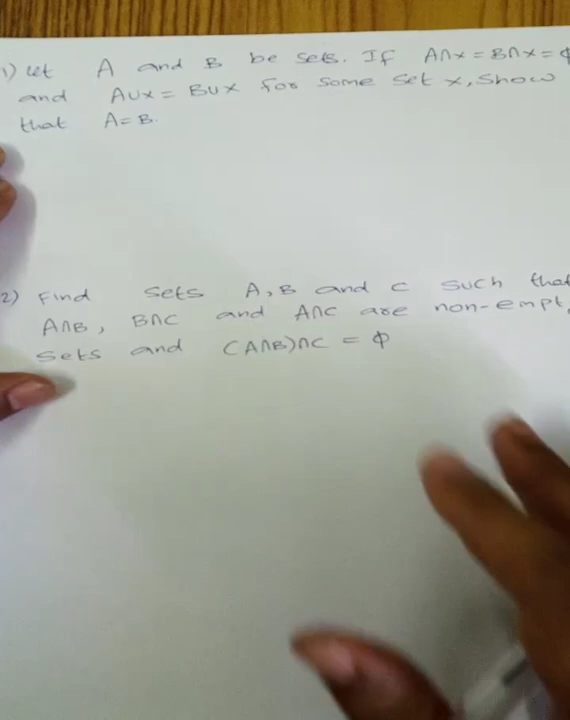 1) Let A and B be sets. If A∩x = B∩x = ϕ
and A∪x = B∪x for some set x, show
that A=B.
2) Find sets A, B and C such that
A∩B, B∩C and A∩C are non-empt
sets and (A∩B)∩C = ϕ